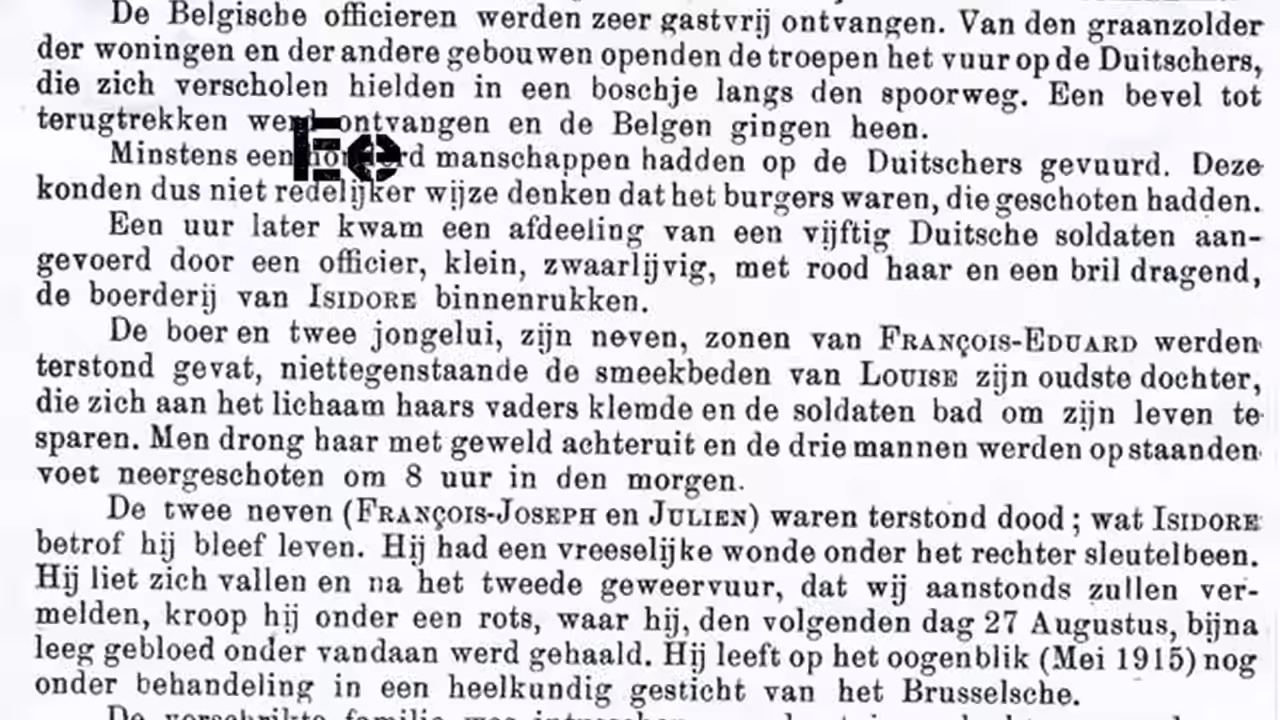 De Belgische officieren werden zeer gastvrij ontvangen. Van den graanzolder
der woningen en der andere gebouwen openden de troepen het vuur op de Duitschers,
die zich verscholen hielden in een boschje langs den spoorweg. Een bevel tot
terugtrekken werd ontvangen en de Belgen gingen heen.
Ee
Minstens een manschappen hadden op de Duitschers gevuurd. Deze
konden dus niet redelijker wijze denken dat het burgers waren, die geschoten hadden.
Een uur later kwam een afdeeling van een vijftig Duitsche soldaten aan-
gevoerd door een officier, klein, zwaarlijvig, met rood haar en een bril dragend,
de boerderij van ISIDORE binnenrukken.
De boer en twee jongelui, zijn neven, zonen van FRANÇOIS-EDUARD werden
terstond gevat, niettegenstaande de smeekbeden van LOUISE zijn oudste dochter,
die zich aan het lichaam haars vaders klemde en de soldaten bad om zijn leven te
sparen. Men drong haar met geweld achteruit en de drie mannen werden op staanden
voet neergeschoten om 8 uur in den morgen.
De twee neven (FRANÇOIS-JOSEPH en JULIEN) waren terstond dood; wat ISIDORE
betrof hij bleef leven. Hij had een vreeselijke wonde onder het rechter sleutelbeen.
Hij liet zich vallen en na het tweede geweervuur, dat wij aanstonds zullen ver-
melden, kroop hij onder een rots, waar hij, den volgenden dag 27 Augustus, bijna
leeg gebloed onder vandaan werd gehaald. Hij leeft op het oogenblik (Mei 1915) nog
onder behandeling in een heelkundig gesticht van het Brusselsche.